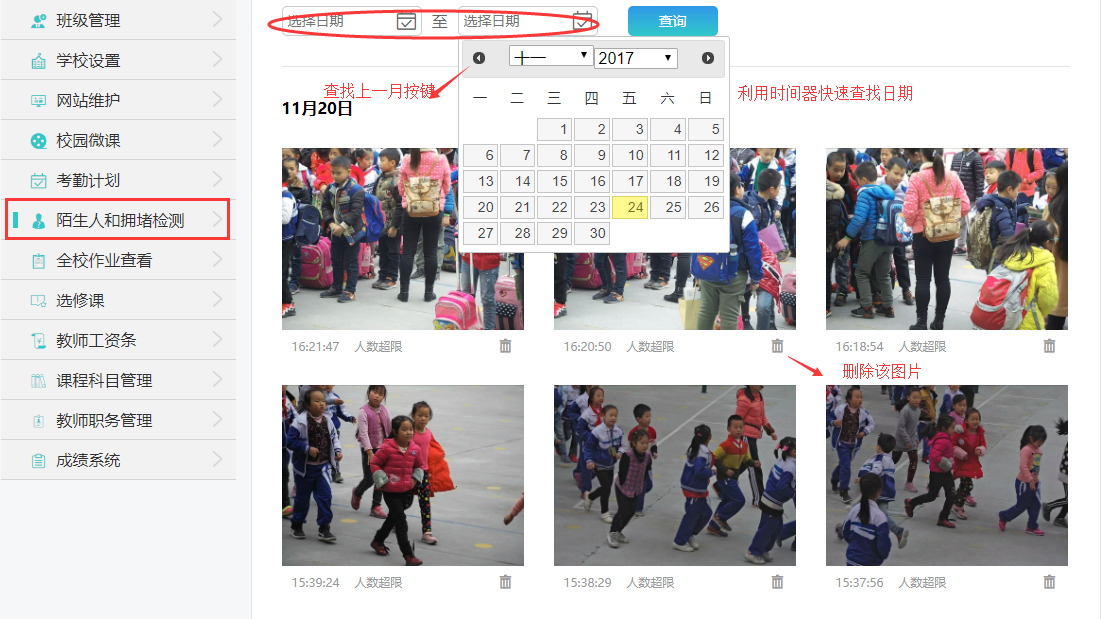 班级管理
学校设置
网站维护
校园微课
考勤计划
陌生人和拥堵检测
全校作业查看
选修课
教师工资条
课程科目管理
教师职务管理
成绩系统
选择日期 至 选择日期 查询
十一 2017
一 二 三 四 五 六 日
1 2 3 4 5
6 7 8 9 10 11 12
13 14 15 16 17 18 19
20 21 22 23 24 25 26
27 28 29 30
查找上一月按键
利用时间器快速查找日期
11月20日
16:21:47 人数超限
16:20:50 人数超限
16:18:54 人数超限
删除该图片
15:39:24 人数超限
15:38:29 人数超限
15:37:56 人数超限